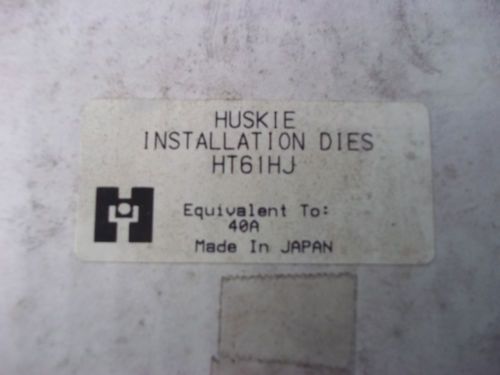 HUSKIE
INSTALLATION DIES
HT61HJ
Equivalent To:
40A
Made In JAPAN